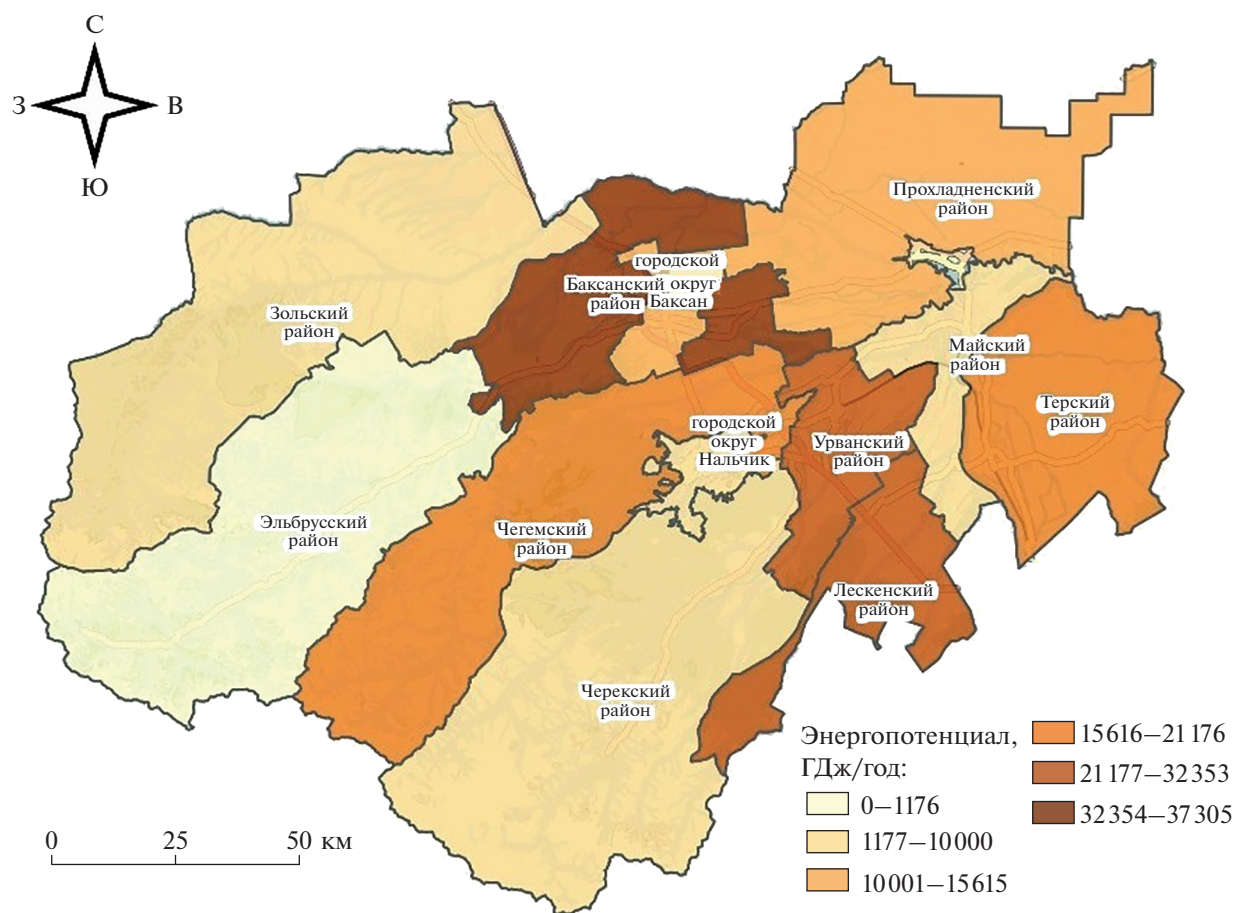 С
З
В
Ю
Прохладненский
район
городской
Баксанский округ
район Баксан
Зольский
район
Майский
район
Терский
район
городской
округ
Нальчик
Урванский
район
Эльбрусский
район
Чегемский
район
Лескенский
район
Черекский
район
Энергопотенциал,
ГДж/год:
0–1176
1177–10 000
10 001–15615
15 616–21 176
21 177–32 353
32 354–37 305
0 25 50 км